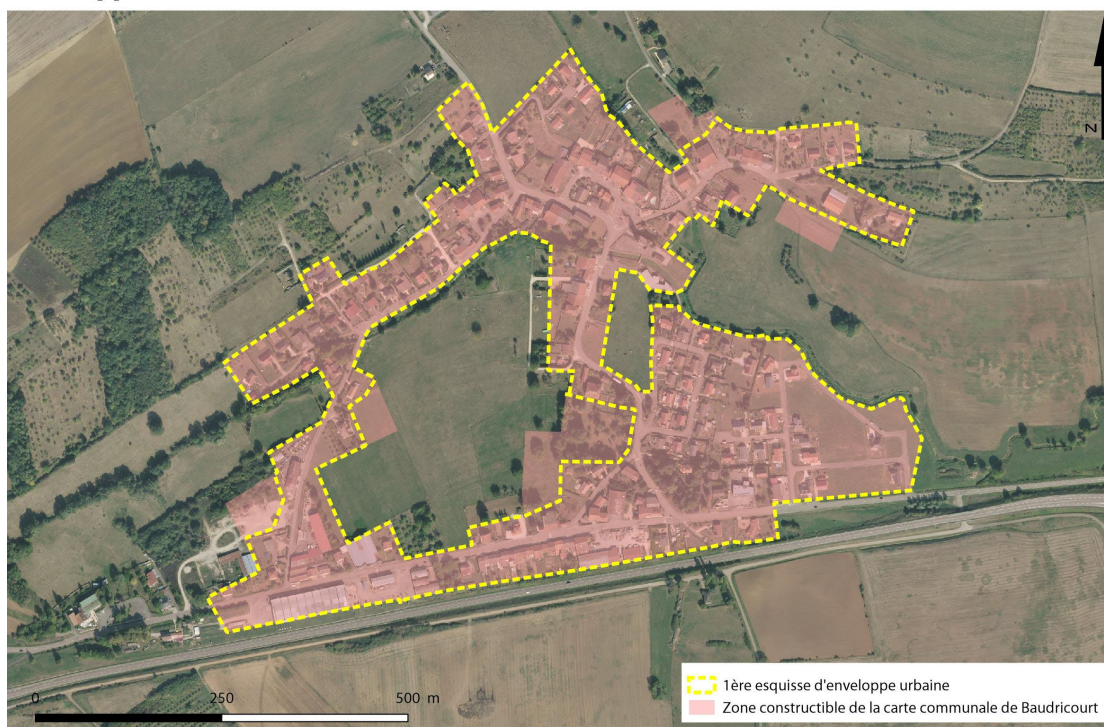 N
0 250 500 m
1ère esquisse d'enveloppe urbaine
Zone constructible de la carte communale de Baudricourt